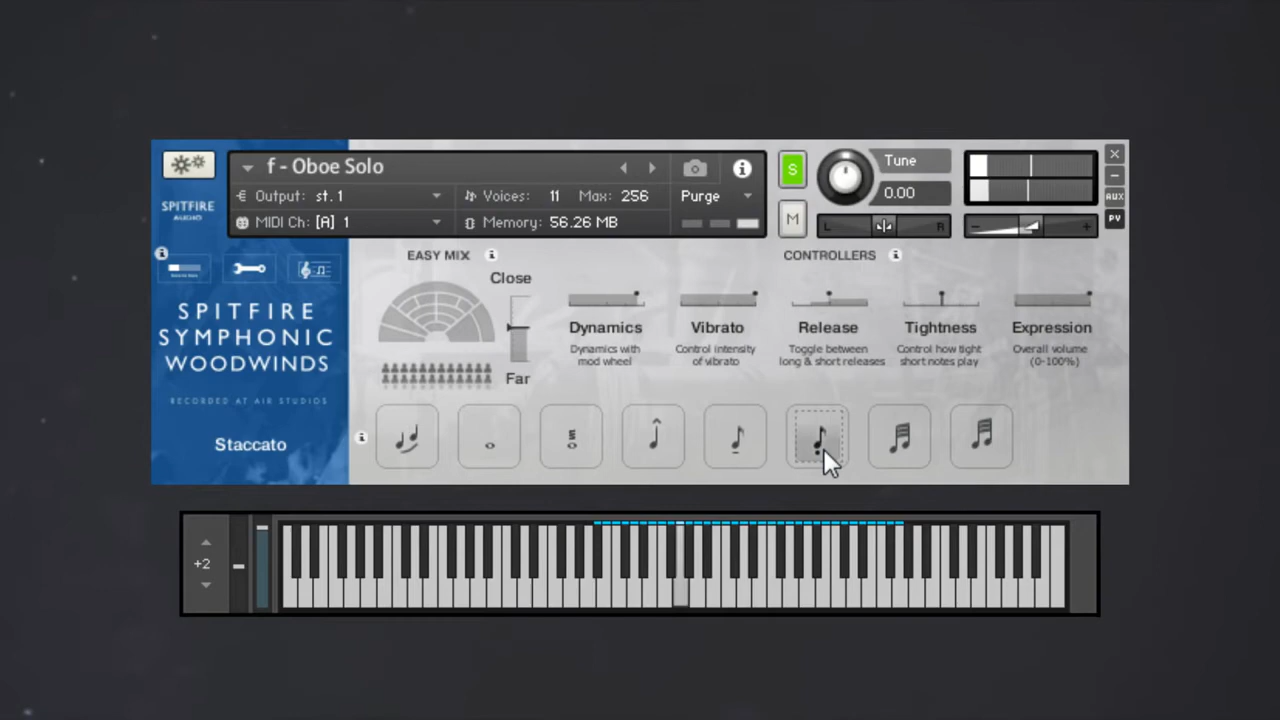 f - Oboe Solo
i
S
Tune
0.00
M
Output: st. 1
Voices: 11 Max: 256
Purge
MIDI Ch: [A] 1
Memory: 56.26 MB
L
R
AUX
PV
SPITFIRE
AUDIO
SPITFIRE
SYMPHONIC
WOODWINDS
RECORDED AT AIR STUDIOS
Staccato
EASY MIX
Close
Far
CONTROLLERS
Dynamics
Dynamics with
mod wheel
Vibrato
Control intensity
of vibrato
Release
Toggle between
long & short releases
Tightness
Control how tight
short notes play
Expression
Overall volume
(0-100%)
+2